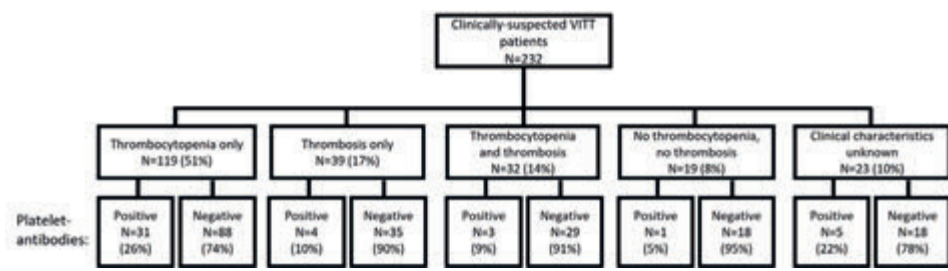 Clinically-suspected VITT
patients
N=232
Thrombocytopenia only
N=119 (51%)
Thrombosis only
N=39 (17%)
Thrombocytopenia
and thrombosis
N=32 (14%)
No thrombocytopenia,
no thrombosis
N=19 (8%)
Clinical characteristics
unknown
N=23 (10%)
Platelet-
antibodies:
Positive
N=31
(26%)
Negative
N=88
(74%)
Positive
N=4
(10%)
Negative
N=35
(90%)
Positive
N=3
(9%)
Negative
N=29
(91%)
Positive
N=1
(5%)
Negative
N=18
(95%)
Positive
N=5
(22%)
Negative
N=18
(78%)